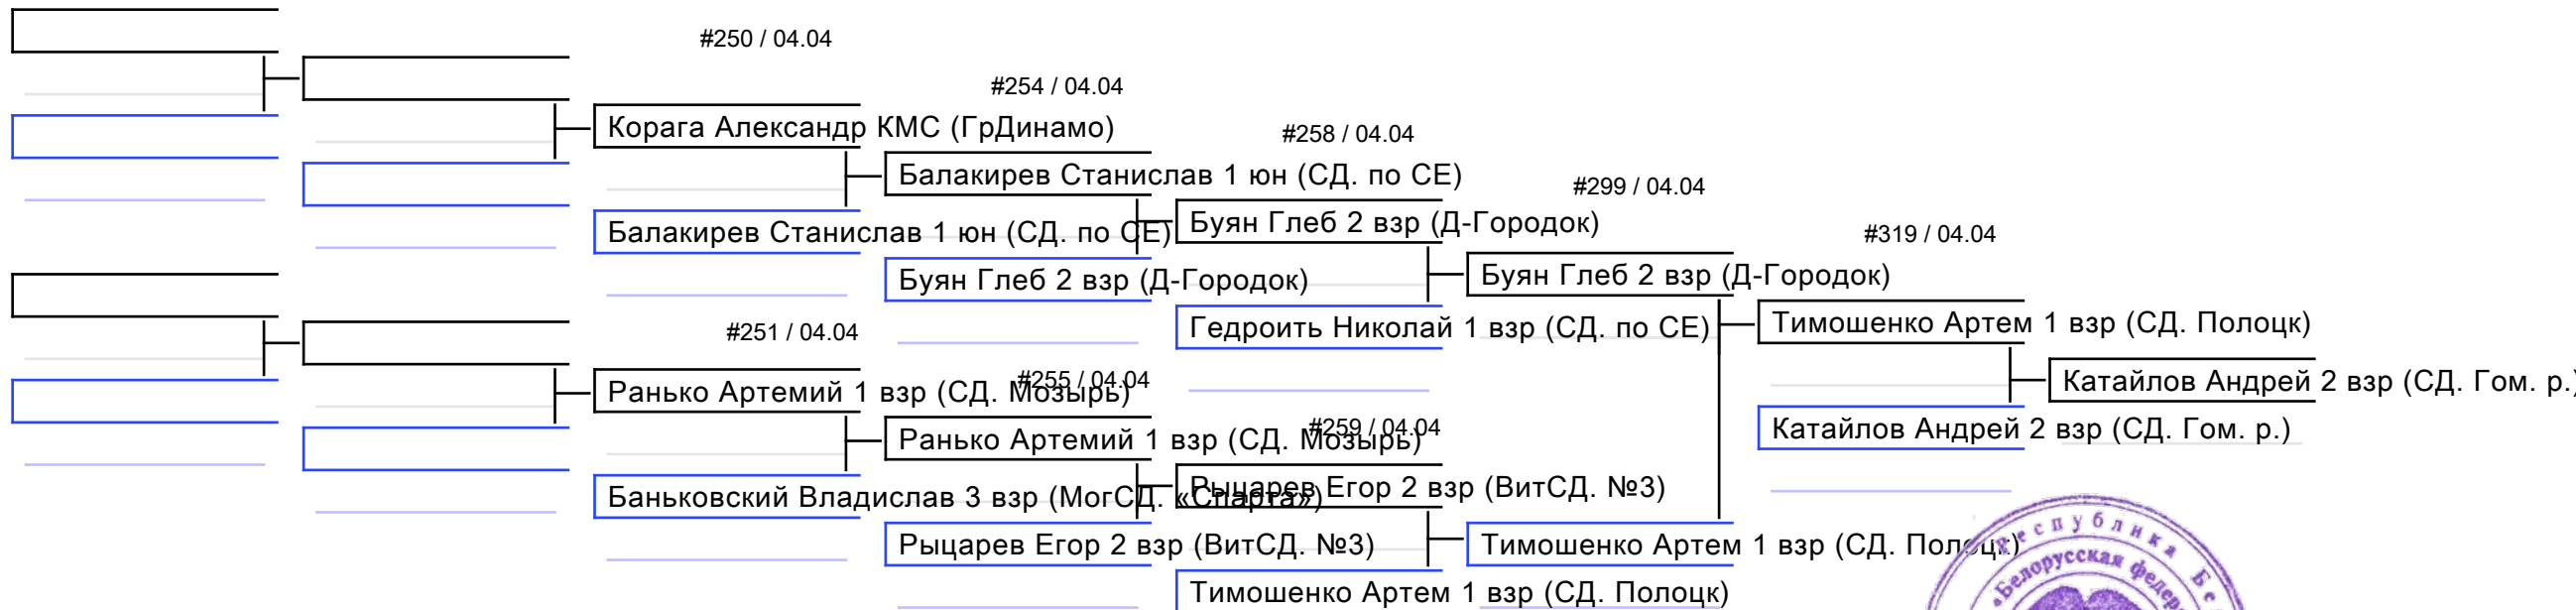 #250 / 04.04
#254 / 04.04
Корага Александр КМС (ГрДинамо)
#258 / 04.04
Балакирев Станислав 1 юн (СД. по СЕ)
#299 / 04.04
Балакирев Станислав 1 юн (СД. по СЕ)
Буян Глеб 2 взр (Д-Городок)
#319 / 04.04
Буян Глеб 2 взр (Д-Городок)
Буян Глеб 2 взр (Д-Городок)
#251 / 04.04
Гедроить Николай 1 взр (СД. по СЕ)
Тимошенко Артем 1 взр (СД. Полоцк)
Ранько Артемий 1 взр (СД. Мозырь)
#255 / 04.04
Катайлов Андрей 2 взр (СД. Гом. р.)
Ранько Артемий 1 взр (СД. Мозырь)
#259 / 04.04
Катайлов Андрей 2 взр (СД. Гом. р.)
Баньковский Владислав 3 взр (МогСД. «Спарта»)
Рыцарев Егор 2 взр (ВитСД. №3)
Рыцарев Егор 2 взр (ВитСД. №3)
Тимошенко Артем 1 взр (СД. Полоцк)
Тимошенко Артем 1 взр (СД. Полоцк)
Республика
«Белорусская